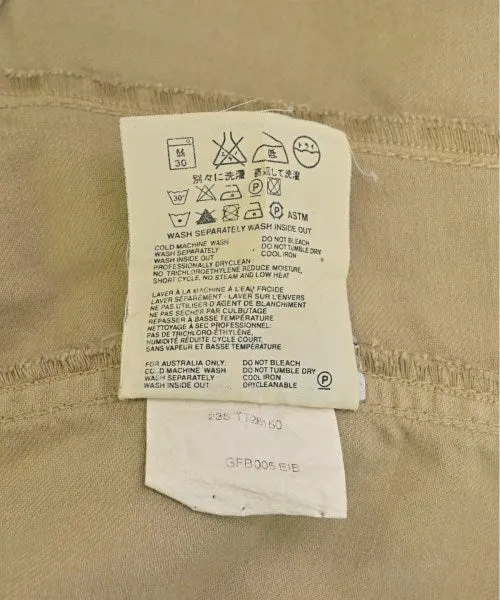 弱
30
低
別々に洗濯 裏返して洗濯
30°
P
P ASTM
WASH SEPARATELY WASH INSIDE OUT
COLD MACHINE WASH DO NOT BLEACH
WASH SEPARATELY DO NOT TUMBLE DRY
WASH INSIDE OUT COOL IRON
PROFESSIONALLY DRYCLEAN:
NO TRICHLOROETHYLENE REDUCE MOISTURE,
SHORT CYCLE, NO STEAM AND LOW HEAT
LAVER À LA MACHINE À L'EAU FROIDE
LAVER SÉPAREMENT - LAVER SUR L'ENVERS
NE PAS UTILISER D'AGENT DE BLANCHIMENT
NE PAS SÉCHER PAR CULBUTAGE
REPASSER À BASSE TEMPÉRATURE
NETTOYAGE À SEC PROFESSIONNEL:
PAS DE TRICHLORO-ÉTHYLÈNE,
HUMIDITÉ RÉDUITE CYCLE COURT,
SANS VAPEUR ET BASSE TEMPÉRATURE
FOR AUSTRALIA ONLY: DO NOT BLEACH
COLD MACHINE WASH DO NOT TUMBLE DRY
WASH SEPARATELY COOL IRON
WASH INSIDE OUT DRYCLEANABLE P
GFB005 EIB